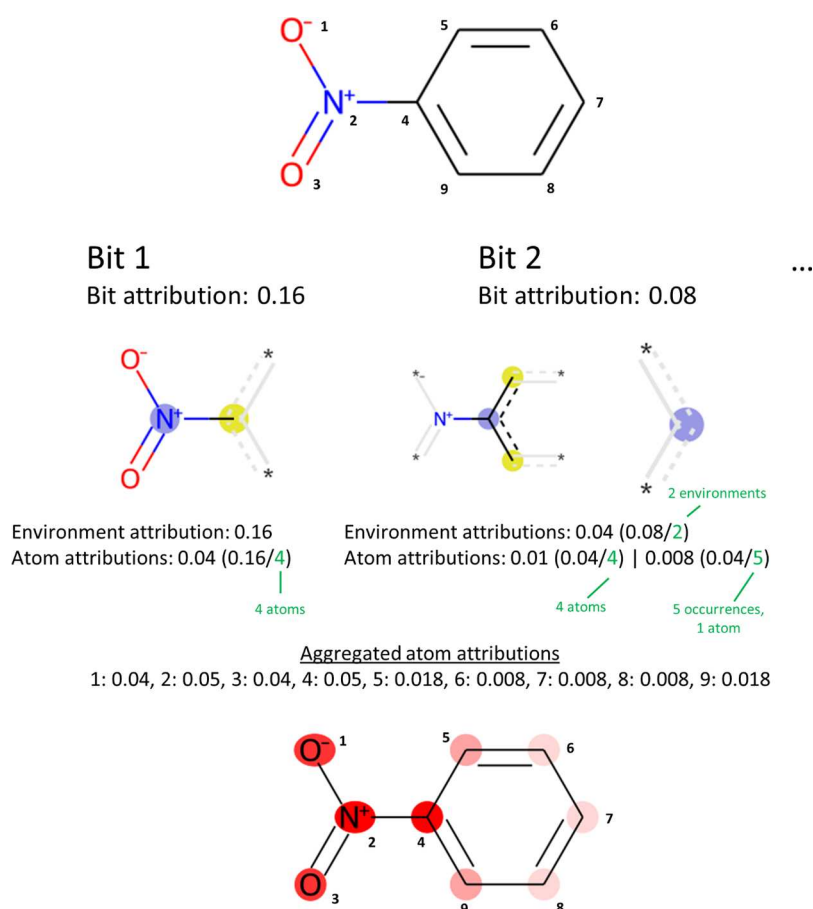 O⁻ 1 5 6
N⁺ 2 4 7
O 3 9 8
Bit 1 Bit 2 ...
Bit attribution: 0.16 Bit attribution: 0.08
O⁻ * *- * *
N⁺ N⁺
O * * * *
2 environments
Environment attribution: 0.16 Environment attributions: 0.04 (0.08/2)
Atom attributions: 0.04 (0.16/4) Atom attributions: 0.01 (0.04/4) | 0.008 (0.04/5)
4 atoms 4 atoms 5 occurrences,
1 atom
Aggregated atom attributions
1: 0.04, 2: 0.05, 3: 0.04, 4: 0.05, 5: 0.018, 6: 0.008, 7: 0.008, 8: 0.008, 9: 0.018
O⁻ 1 5 6
N⁺ 2 4 7
O 3 9 8